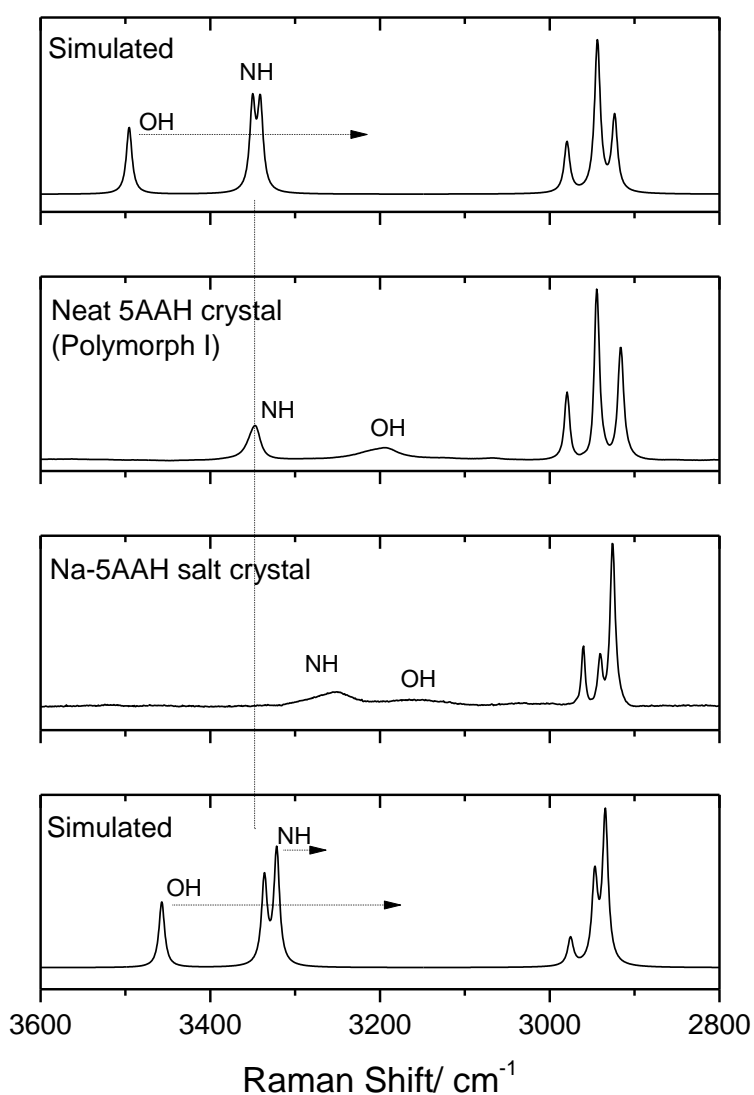 Simulated
NH
OH
Neat 5AAH crystal
(Polymorph I)
NH
OH
Na-5AAH salt crystal
NH
OH
Simulated
NH
OH
3600 3400 3200 3000 2800
Raman Shift/ cm⁻¹